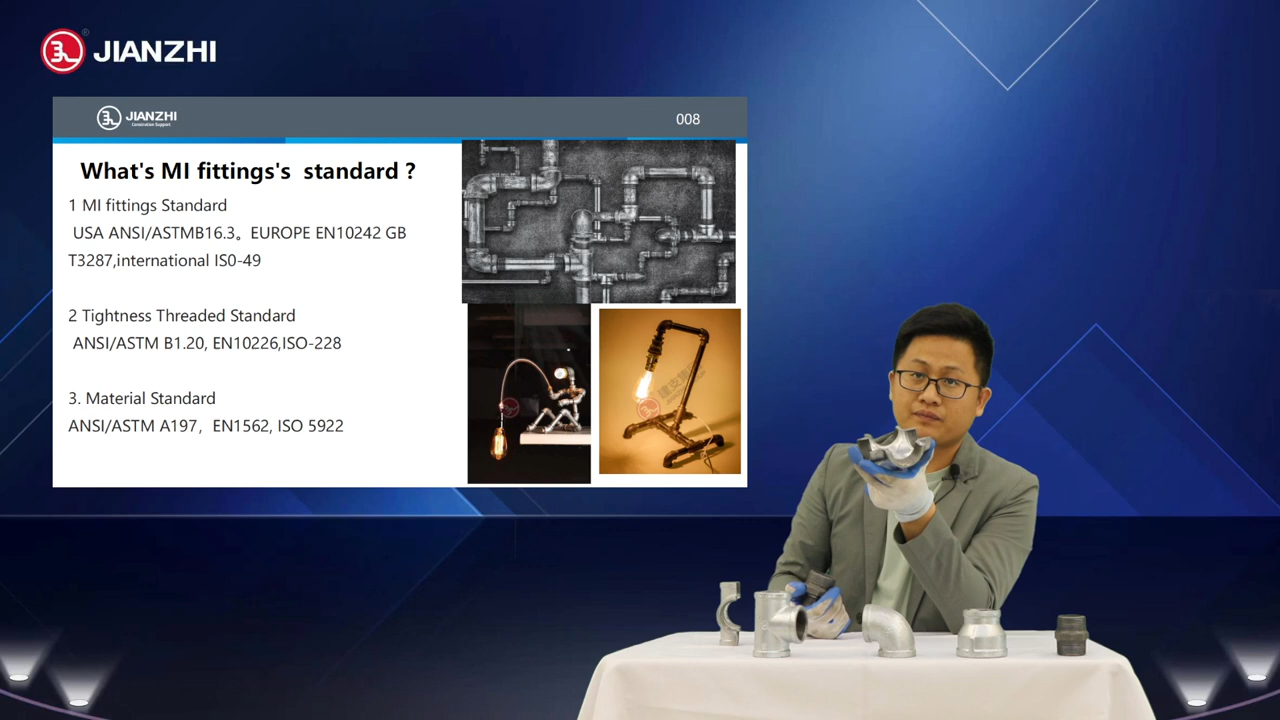 ® JIANZHI
JIANZHI
Construction Support
008
What's MI fittings's standard ?
1 MI fittings Standard
USA ANSI/ASTMB16.3。EUROPE EN10242 GB
T3287,international IS0-49
2 Tightness Threaded Standard
ANSI/ASTM B1.20, EN10226,ISO-228
3. Material Standard
ANSI/ASTM A197，EN1562, ISO 5922